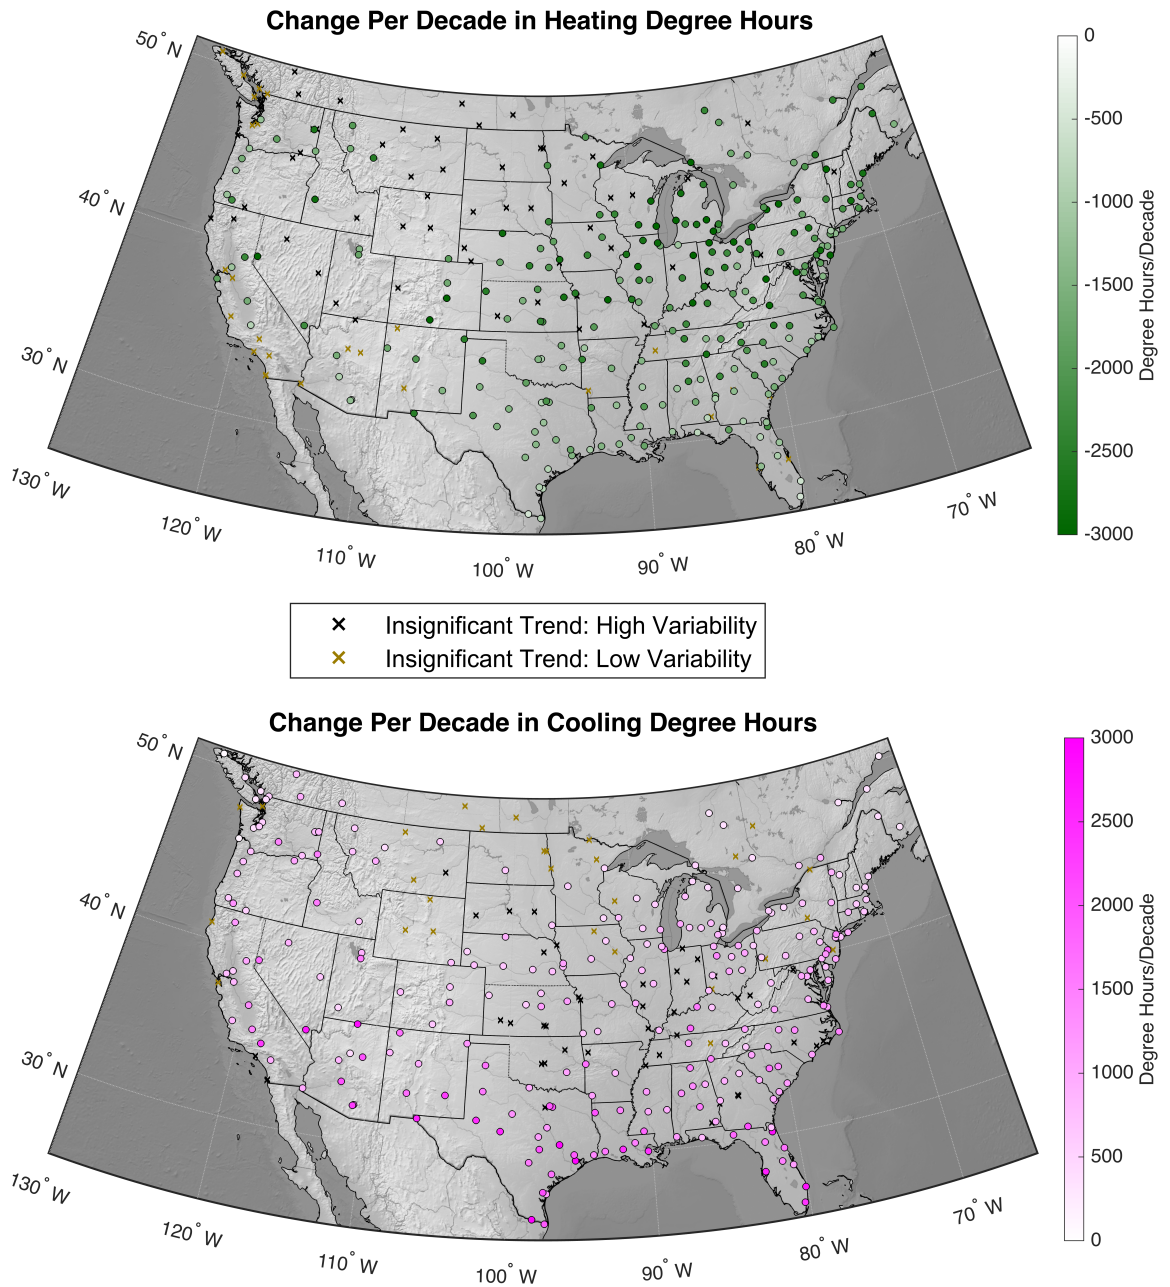 Change Per Decade in Heating Degree Hours
50° N
40° N
30° N
130° W
120° W
110° W
100° W
90° W
80° W
70° W
0
-500
-1000
-1500
-2000
-2500
-3000
Degree Hours/Decade
Insignificant Trend: High Variability
Insignificant Trend: Low Variability
Change Per Decade in Cooling Degree Hours
50° N
40° N
30° N
130° W
120° W
110° W
100° W
90° W
80° W
70° W
3000
2500
2000
1500
1000
500
0
Degree Hours/Decade